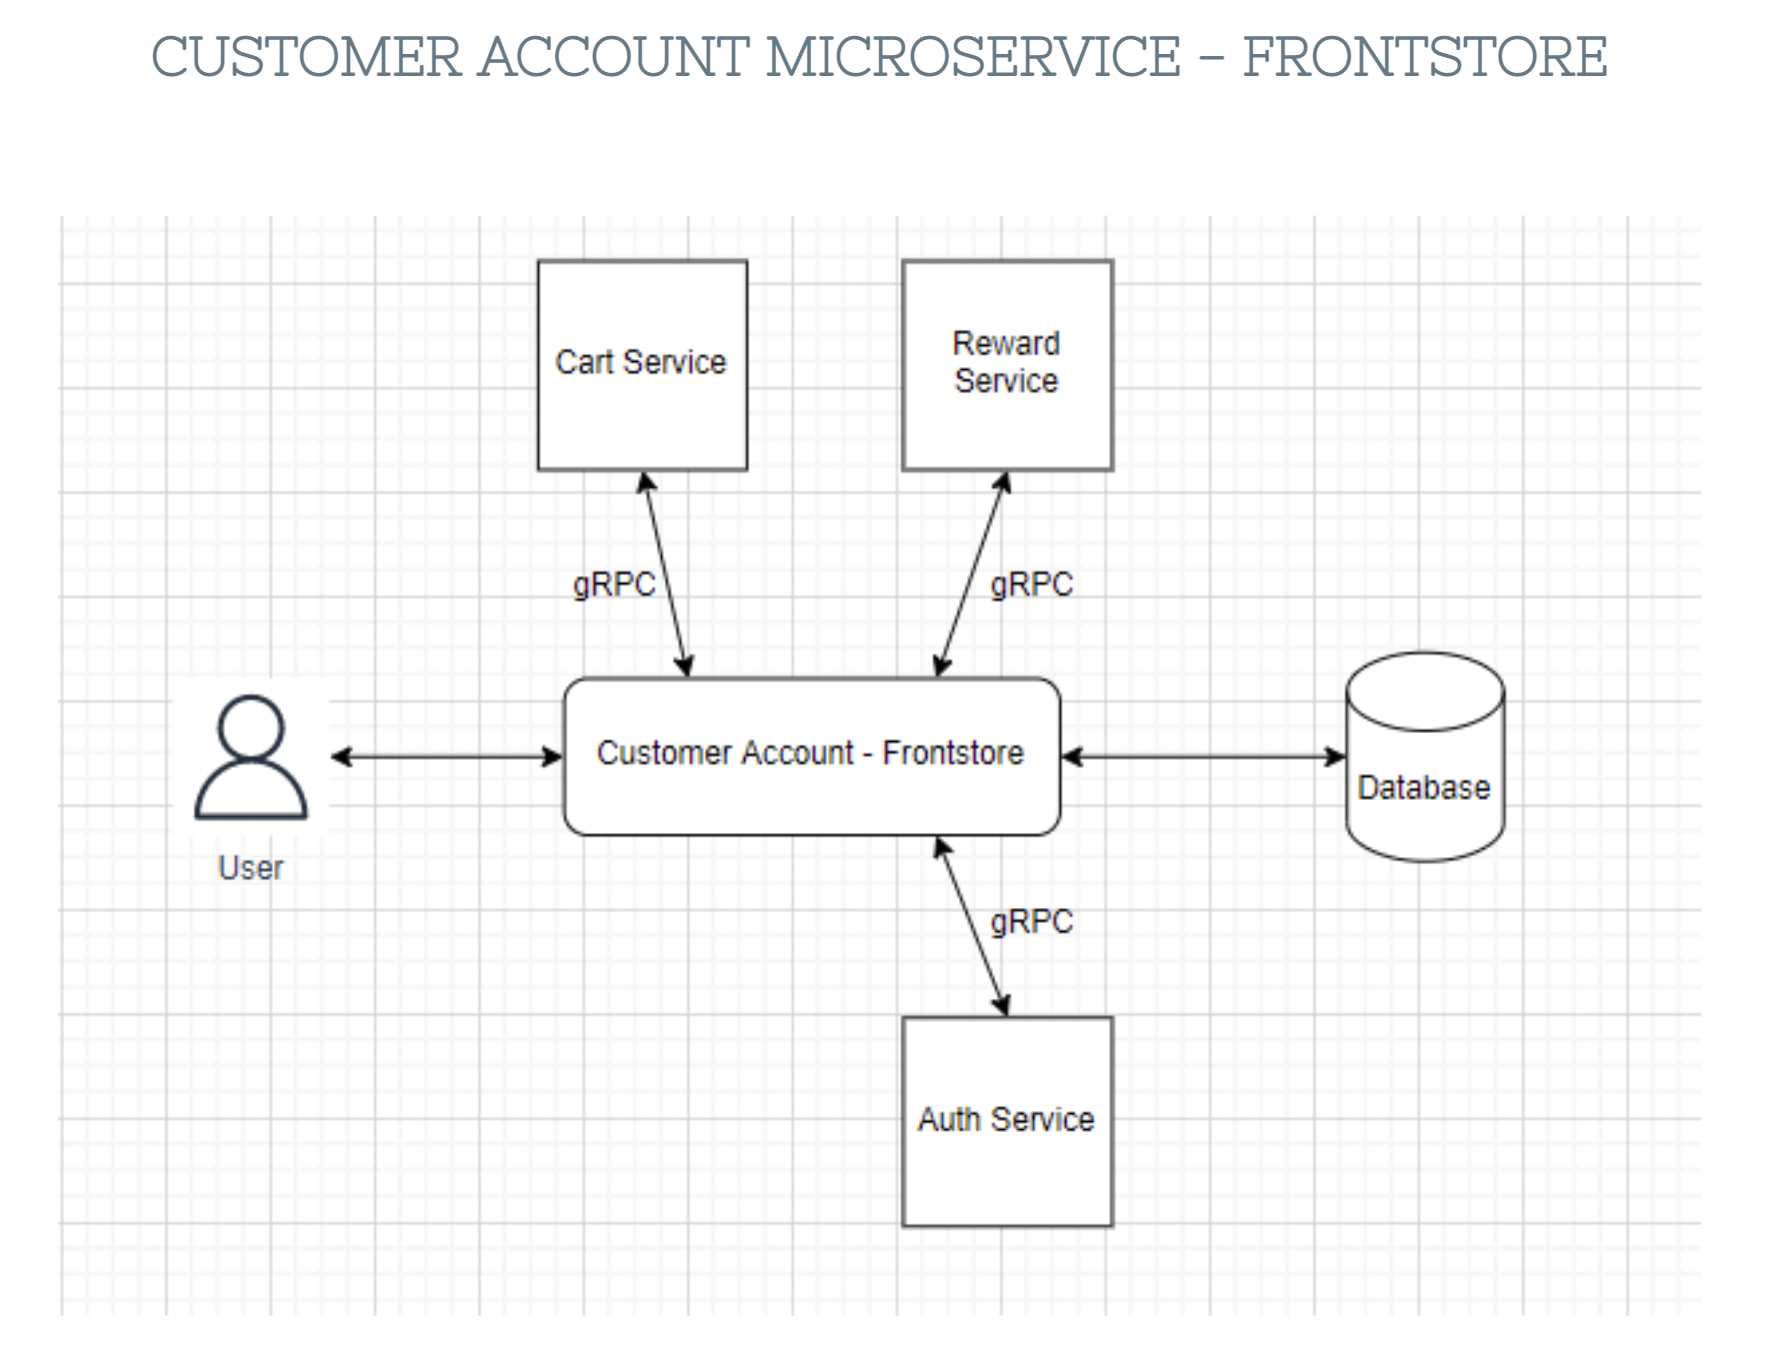 CUSTOMER ACCOUNT MICROSERVICE – FRONTSTORE
Cart Service
Reward
Service
gRPC
gRPC
Customer Account - Frontstore
Database
User
gRPC
Auth Service